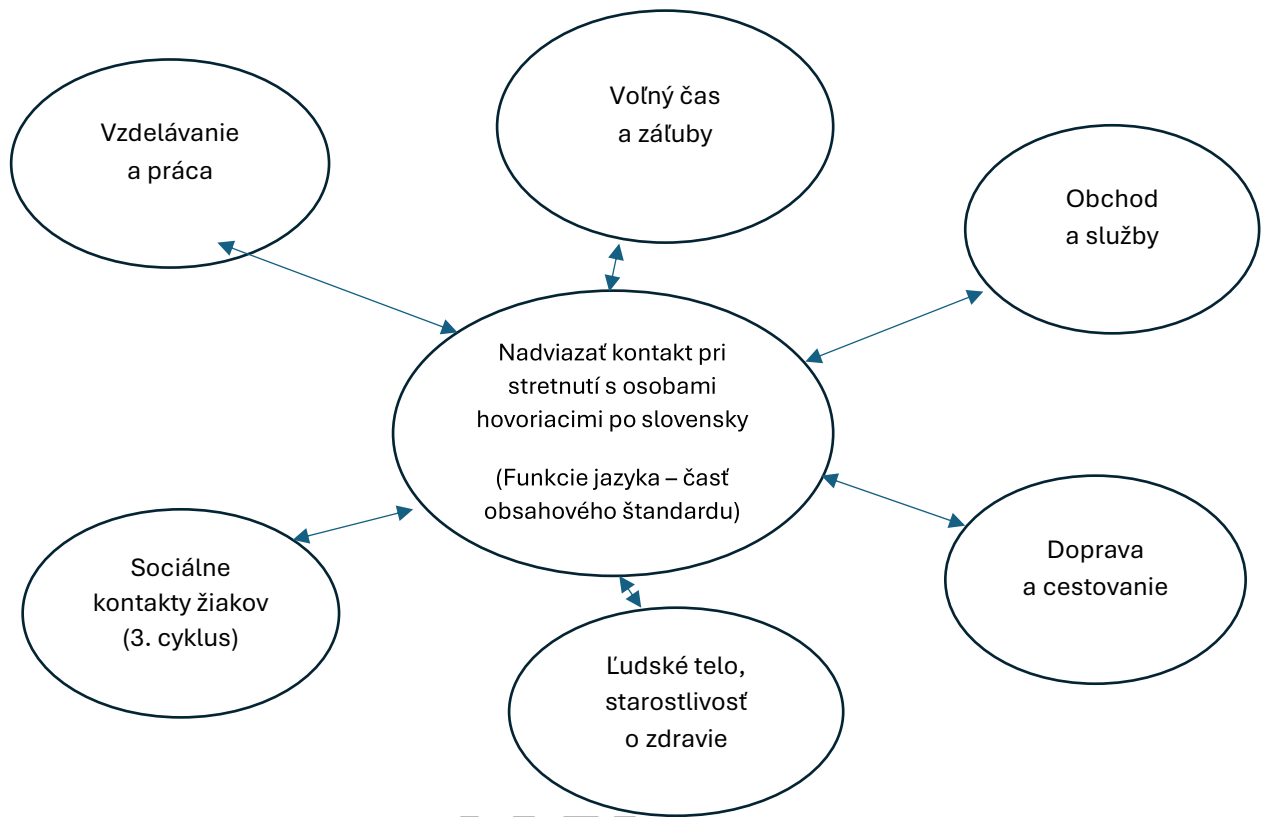 Vzdelávanie
a práca
Voľný čas
a záľuby
Obchod
a služby
Nadviazať kontakt pri
stretnutí s osobami
hovoriacimi po slovensky
(Funkcie jazyka – časť
obsahového štandardu)
Sociálne
kontakty žiakov
(3. cyklus)
Doprava
a cestovanie
Ľudské telo,
starostlivosť
o zdravie